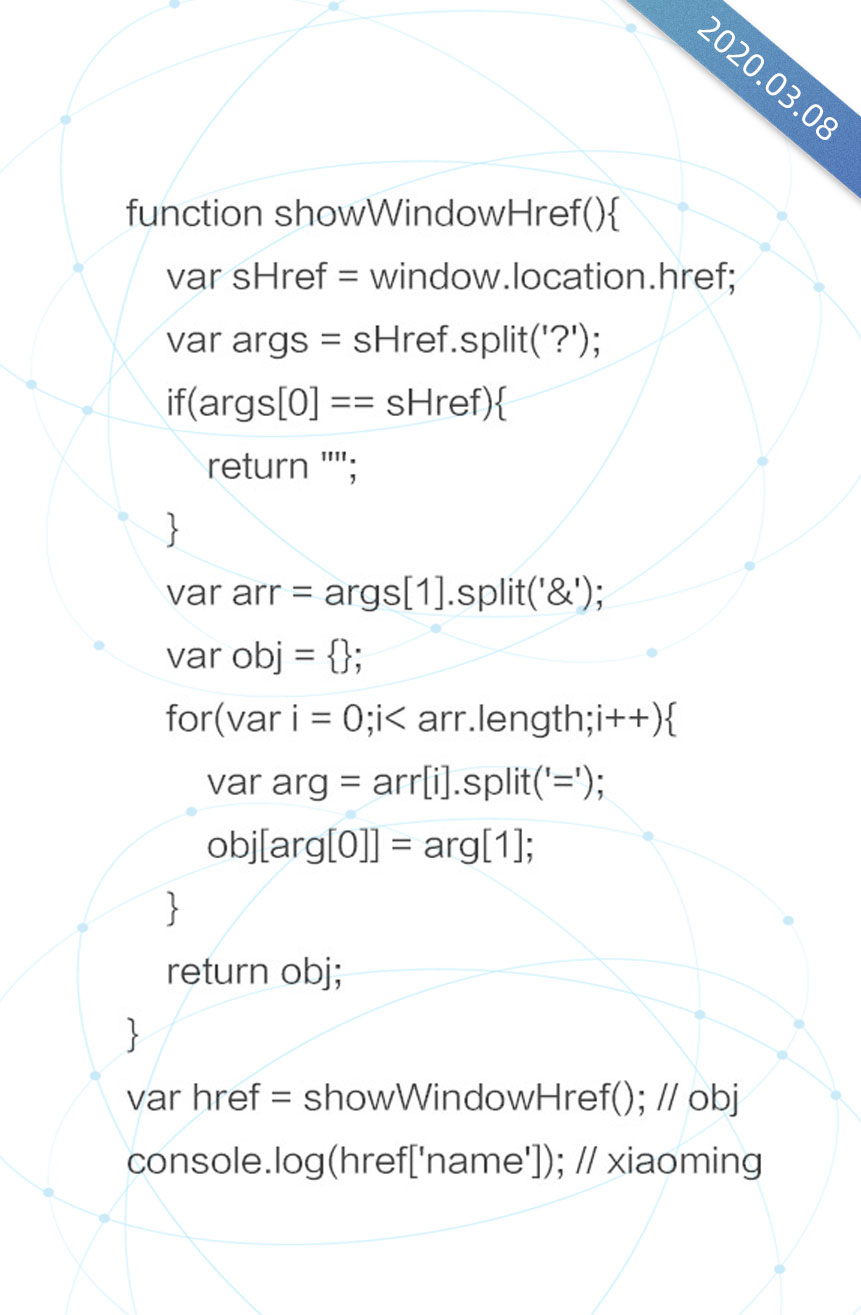 2020.03.08
function showWindowHref(){
var sHref = window.location.href;
var args = sHref.split('?');
if(args[0] == sHref){
return "";
}
var arr = args[1].split('&');
var obj = {};
for(var i = 0;i< arr.length;i++){
var arg = arr[i].split('=');
obj[arg[0]] = arg[1];
}
return obj;
}
var href = showWindowHref(); // obj
console.log(href['name']); // xiaoming